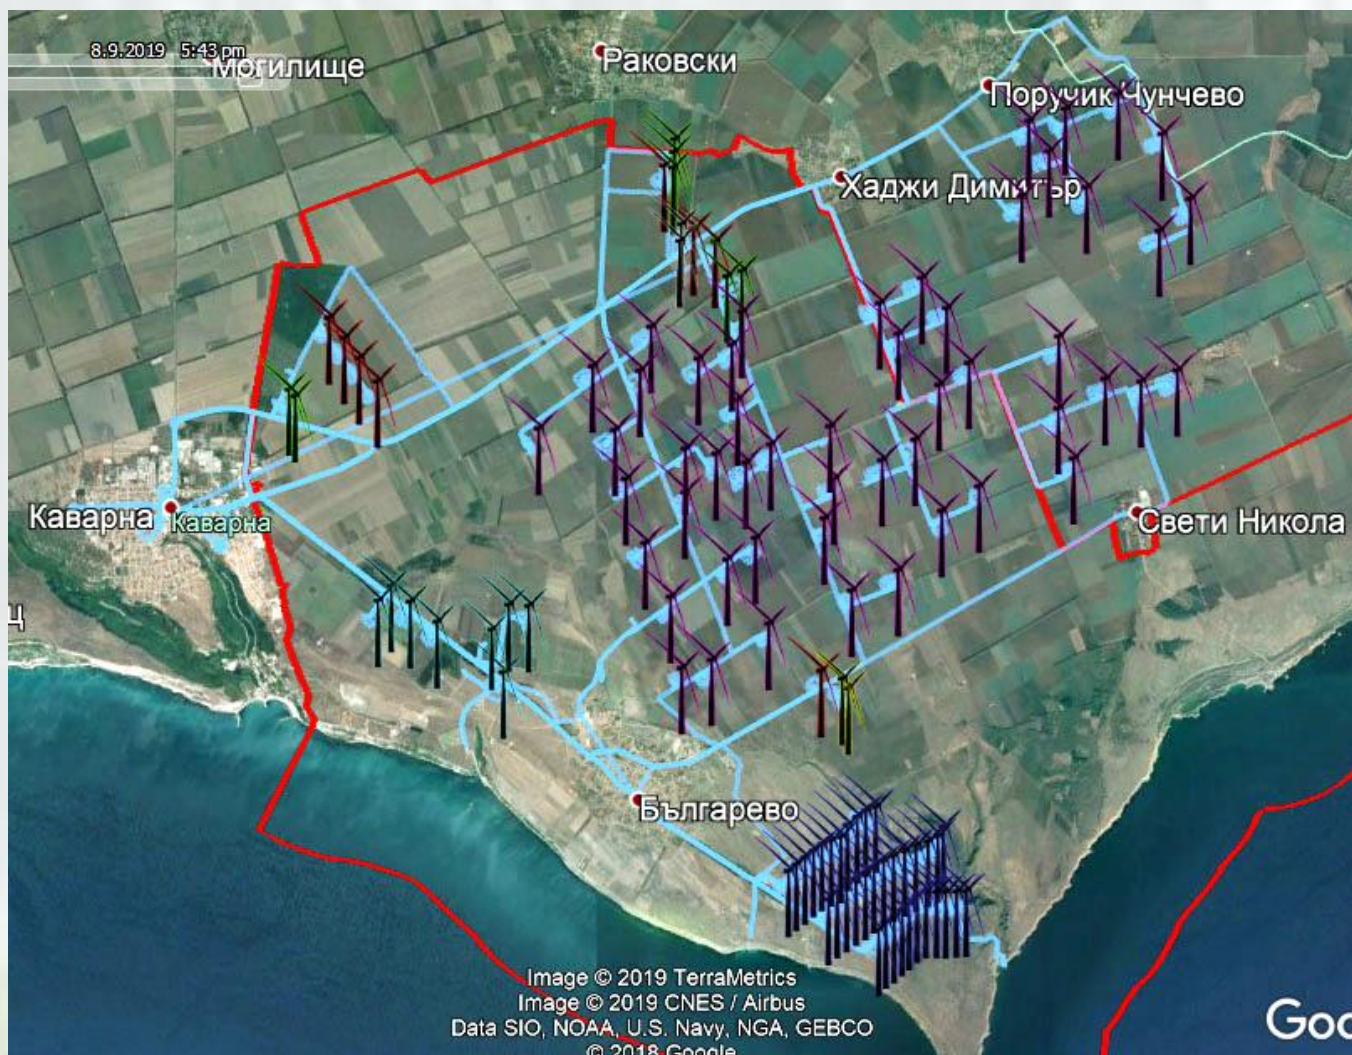 8.9.2019 5:43 pm
Могилище
Раковски
Поручик Чунчево
Хаджи Димитър
Каварна
Каварна
Свети Никола
ц
Българево
Image © 2019 TerraMetrics
Image © 2019 CNES / Airbus
Data SIO, NOAA, U.S. Navy, NGA, GEBCO
© 2018 Google
Goo